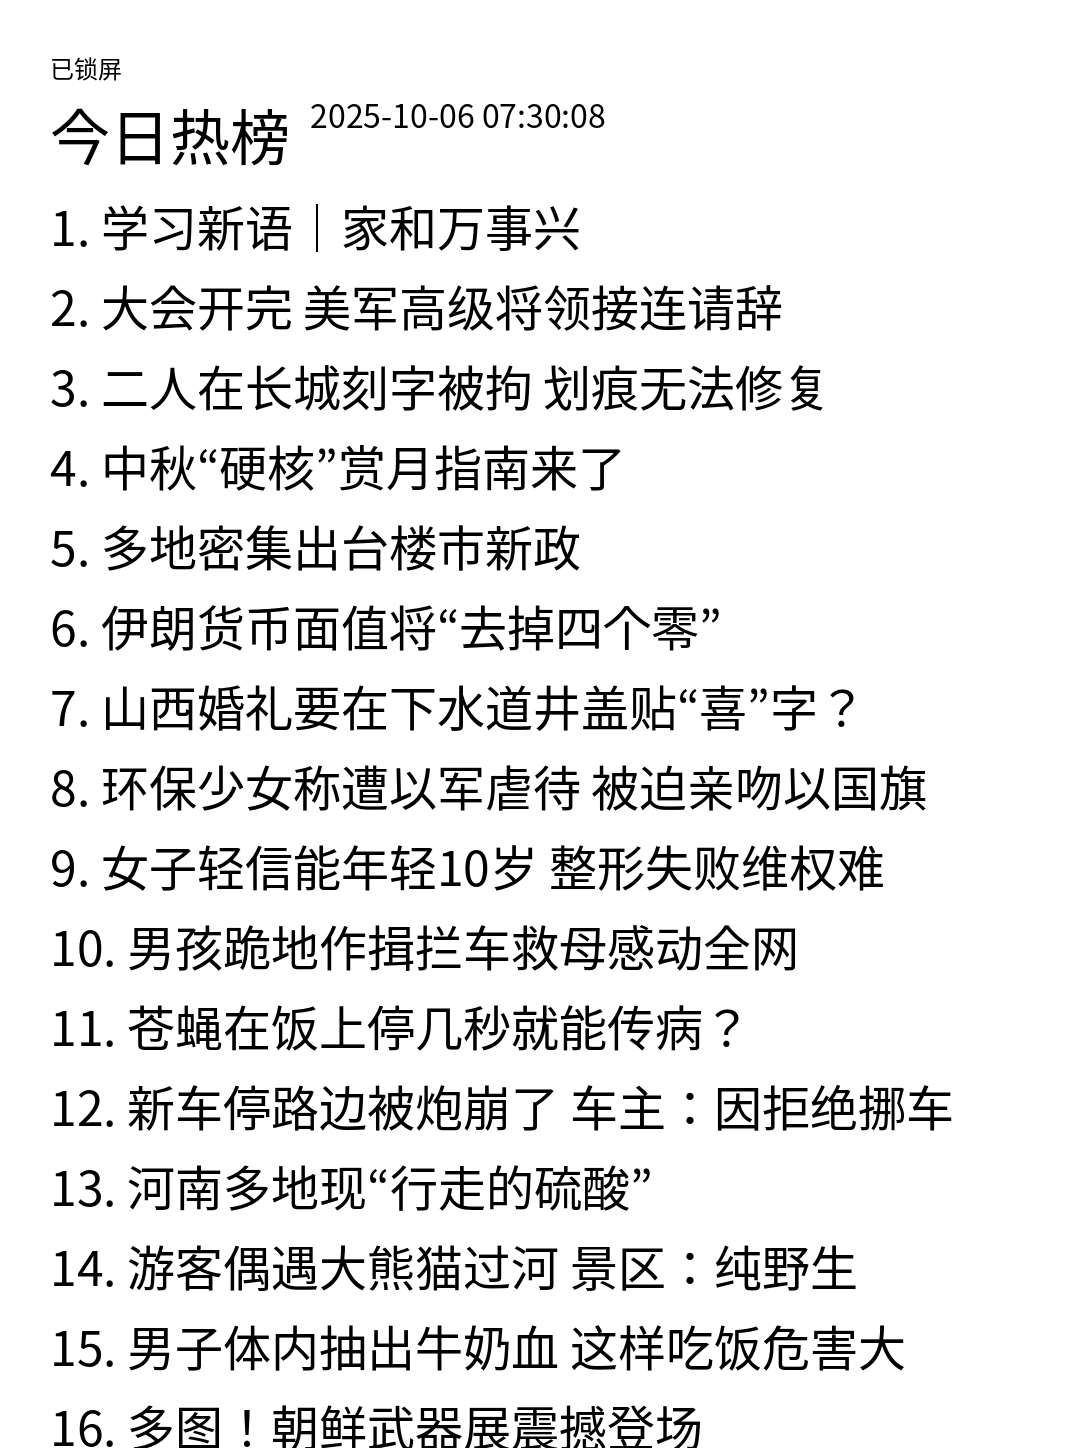 已锁屏
今日热榜 2025-10-06 07:30:08
1. 学习新语｜家和万事兴
2. 大会开完 美军高级将领接连请辞
3. 二人在长城刻字被拘 划痕无法修复
4. 中秋“硬核”赏月指南来了
5. 多地密集出台楼市新政
6. 伊朗货币面值将“去掉四个零”
7. 山西婚礼要在下水道井盖贴“喜”字？
8. 环保少女称遭以军虐待 被迫亲吻以国旗
9. 女子轻信能年轻10岁 整形失败维权难
10. 男孩跪地作揖拦车救母感动全网
11. 苍蝇在饭上停几秒就能传病？
12. 新车停路边被炮崩了 车主：因拒绝挪车
13. 河南多地现“行走的硫酸”
14. 游客偶遇大熊猫过河 景区：纯野生
15. 男子体内抽出牛奶血 这样吃饭危害大
16. 多图！朝鲜武器展震撼登场